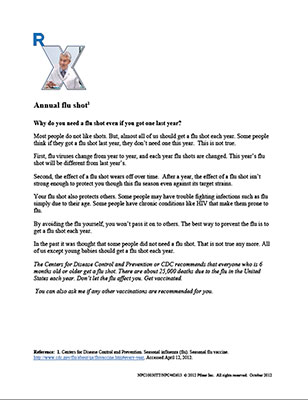 R
X
Annual flu shot1
Why do you need a flu shot even if you got one last year?
Most people do not like shots. But, almost all of us should get a flu shot each year. Some people
think if they got a flu shot last year, they don't need one this year.  This is not true.
First, flu viruses change from year to year, and each year flu shots are changed. This year's flu
shot will be different from last year's.
Second, the effect of a flu shot wears off over time.  After a year, the effect of a flu shot isn't
strong enough to protect you though this flu season even against its target strains.
Your flu shot also protects others. Some may have trouble fighting infections such as flu
simply due to their age. Some people have chronic conditions like HIV that make them prone to
flu.
By avoiding the flu yourself, you won't pass it on to others. The best way to prevent the flu is to
get a flu shot each year.
In the past it was thought that some people did not need a flu shot. That is not true any more. All
of us except young babies should get a flu shot each year.
The Centers for Disease Control and Prevention or CDC recommends that everyone who is 6
months old or older get a flu shot. There are about 25,000 deaths due to the flu in the United
States each year. Don't let the flu affect you. Get vaccinated.
You can also ask me if any other vaccinations are recommended for you.
Reference:  1. Centers for Disease Control and Prevention. Seasonal influenza (flu). Seasonal flu vaccine.
Accessed April 12, 2012.
© 2012 Pfizer Inc.  All rights reserved.  October 2012